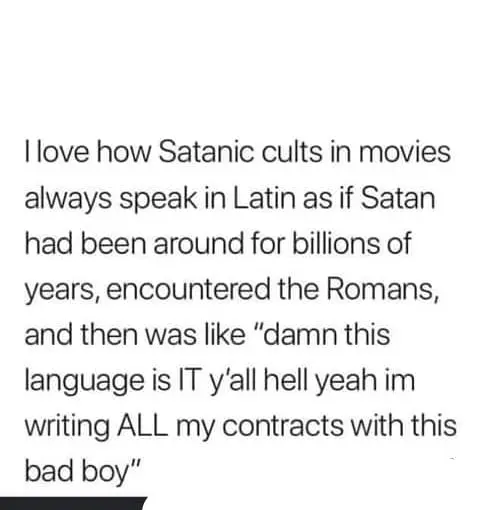 I love how Satanic cults in movies
always speak in Latin as if Satan
had been around for billions of
years, encountered the Romans,
and then was like "damn this
language is IT y'all hell yeah im
writing ALL my contracts with this
bad boy"